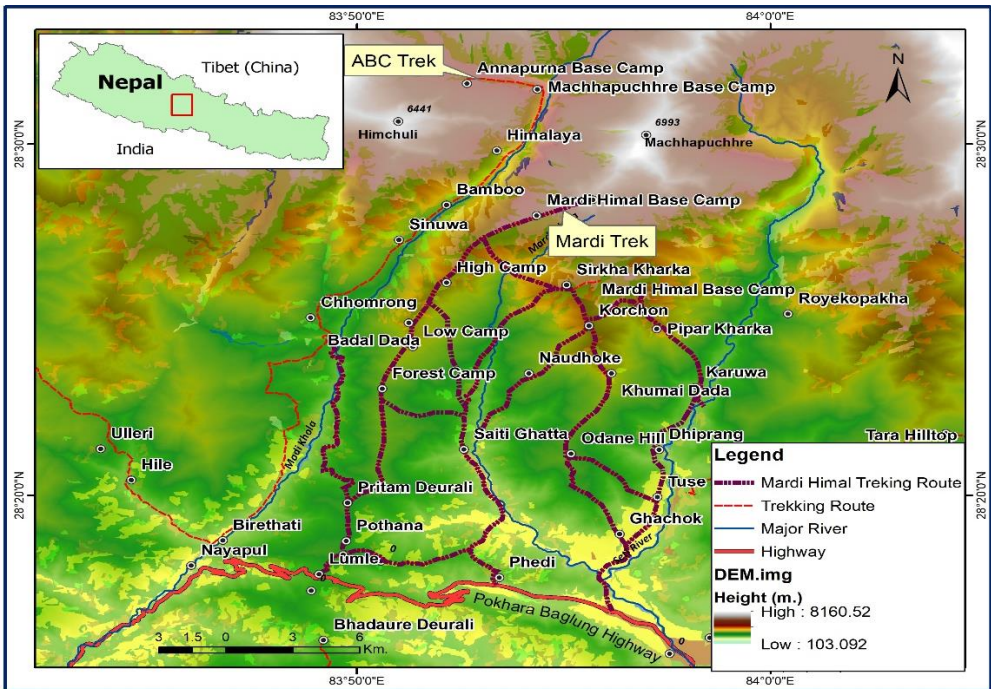 83°50'0"E
84°0'0"E
Nepal
Tibet (China)
India
ABC Trek
N
Annapurna Base Camp
Machhapuchhre Base Camp
6441
Himchuli
6993
Machhapuchhre
28°30'0"N
28°30'0"N
Himalaya
Bamboo
Mardi Himal Base Camp
Sinuwa
Mardi Trek
High Camp
Sirkha Kharka
Mardi Himal Base Camp
Chhomrong
Royekopakha
Korchon
Badal Dada
Low Camp
Pipar Kharka
Naudhoke
Karuwa
Forest Camp
Khumai Dada
Ulleri
Modi Khola
Saiti Ghatta
Odane Hill
Dhiprang
Tara Hilltop
Hile
28°20'0"N
28°20'0"N
Pritam Deurali
Tuse
Birethati
Pothana
Ghachok
Nayapul
0
Seti River
Lumle
Phedi
Pokhara Baglung Highway
Bhadaure Deurali
0
3 1.5 0 3 6
Km.
Legend
Mardi Himal Treking Route
Trekking Route
Major River
Highway
DEM.img
Height (m.)
High : 8160.52
Low : 103.092
83°50'0"E
84°0'0"E